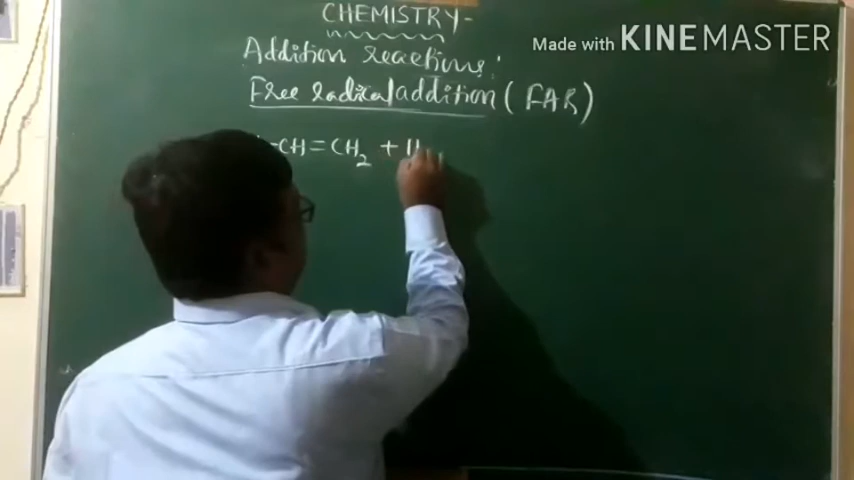 CHEMISTRY-
Addition reactions:
Made with KINEMASTER
Free radical addition (FAR)
-CH=CH2 + H